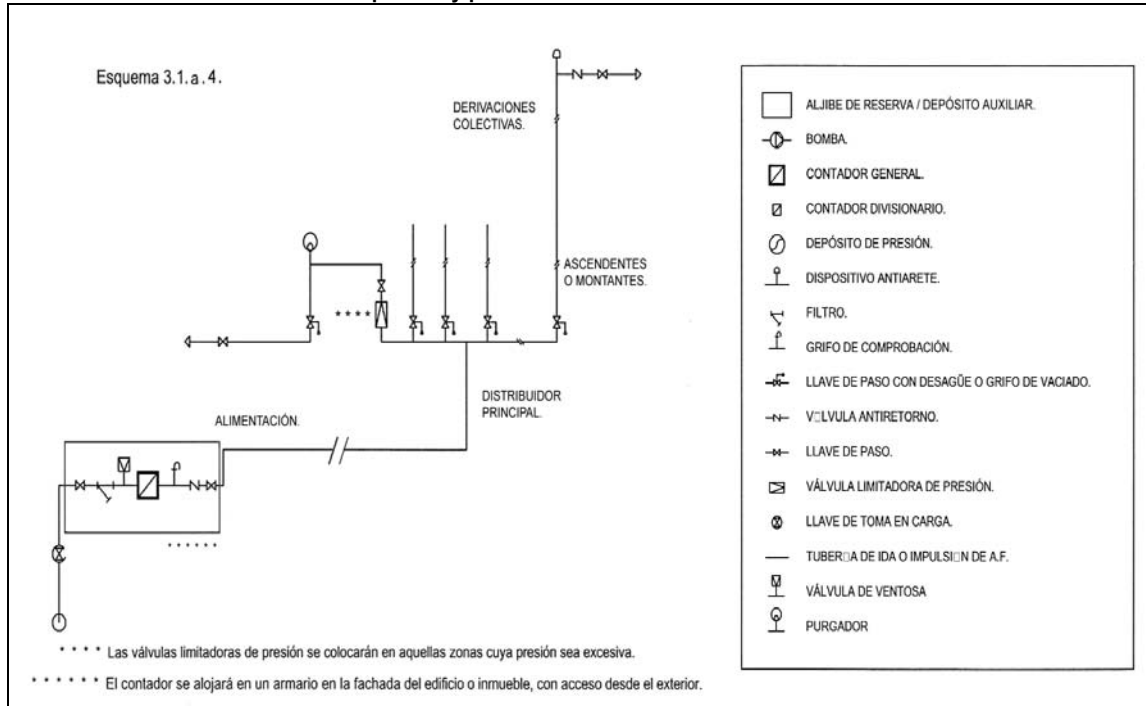 Esquema 3.1.a.4.
DERIVACIONES
COLECTIVAS.
ASCENDENTES
O MONTANTES.
* * * *
DISTRIBUIDOR
PRINCIPAL.
ALIMENTACIÓN.
* * * * * *
* * * * Las válvulas limitadoras de presión se colocarán en aquellas zonas cuya presión sea excesiva.
* * * * * * El contador se alojará en un armario en la fachada del edificio o inmueble, con acceso desde el exterior.
ALJIBE DE RESERVA / DEPÓSITO AUXILIAR.
BOMBA.
CONTADOR GENERAL.
CONTADOR DIVISIONARIO.
DEPÓSITO DE PRESIÓN.
DISPOSITIVO ANTIARETE.
FILTRO.
GRIFO DE COMPROBACIÓN.
LLAVE DE PASO CON DESAGÜE O GRIFO DE VACIADO.
V□LVULA ANTIRETORNO.
LLAVE DE PASO.
VÁLVULA LIMITADORA DE PRESIÓN.
LLAVE DE TOMA EN CARGA.
TUBER□A DE IDA O IMPULSI□N DE A.F.
VÁLVULA DE VENTOSA
PURGADOR